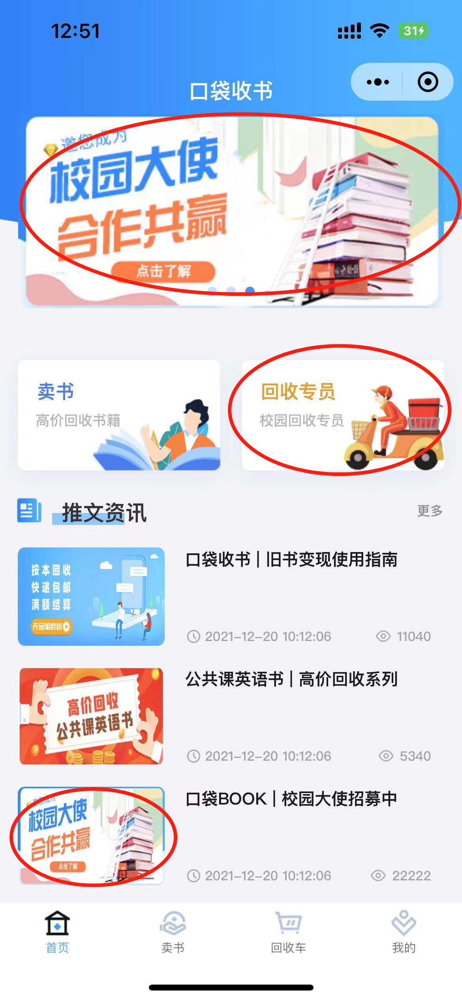 12:51
31
口袋收书
邀您成为
校园大使
合作共赢
点击了解
卖书
高价回收书籍
回收专员
校园回收专员
推文资讯
更多
按本回收
快递包邮
满额结算
无品相套路
口袋收书 | 旧书变现使用指南
2021-12-20 10:12:06
11040
高价回收
公共课英语书
公共课英语书 | 高价回收系列
2021-12-20 10:12:06
5340
邀您成为
校园大使
合作共赢
点击了解
口袋BOOK | 校园大使招募中
2021-12-20 10:12:06
22222
首页
卖书
回收车
我的